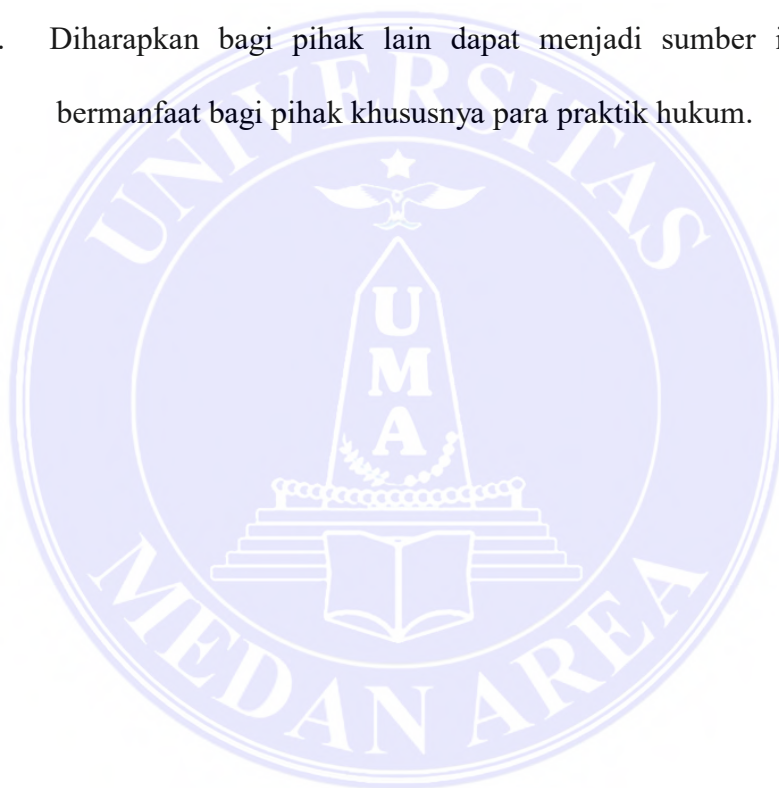 . Diharapkan bagi pihak lain dapat menjadi sumber
bermanfaat bagi pihak khususnya para praktik hukum.
UNIVERSITAS
UMA
MEDAN AREA